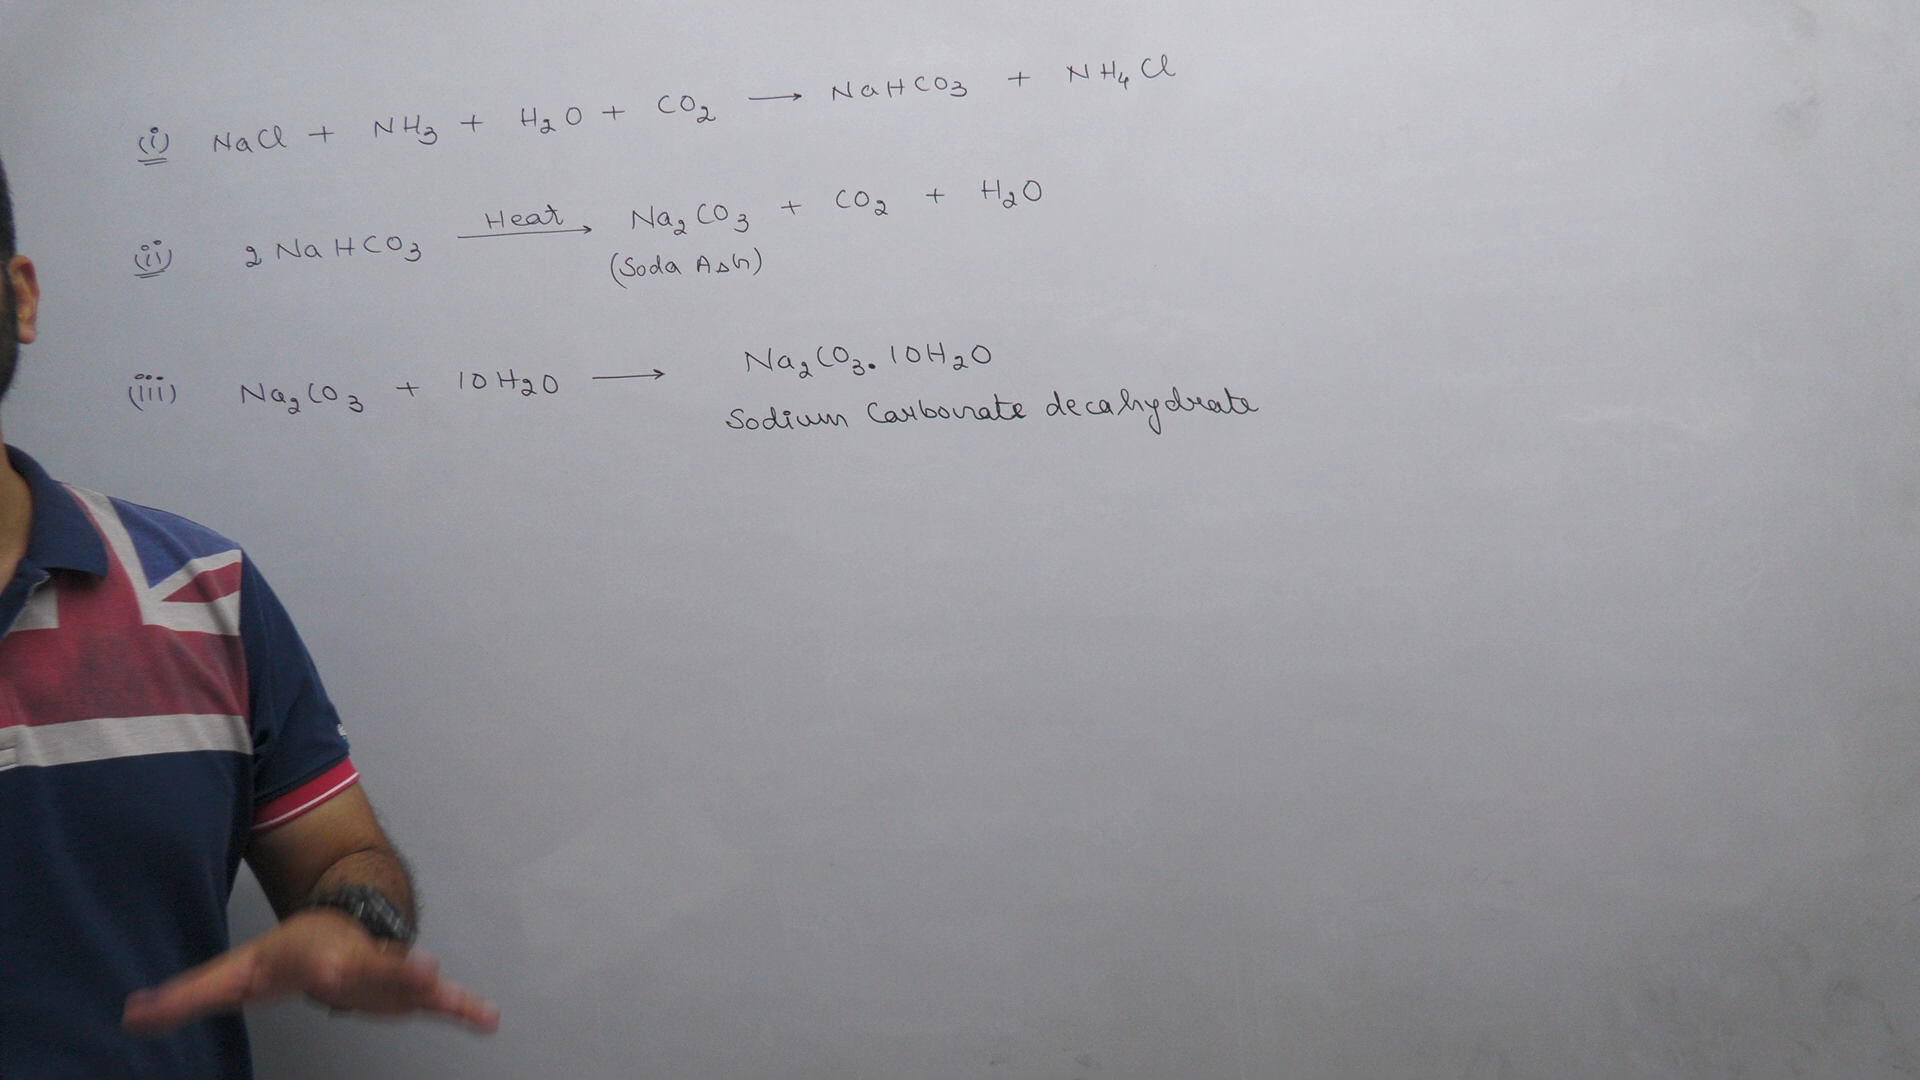 (i) NaCl + NH3 + H2O + CO2 ⟶ NaHCO3 + NH4Cl
Heat
(ii) 2NaHCO3 ⟶ Na2CO3 + CO2 + H2O
(Soda Ash)
(iii) Na2CO3 + 10H2O ⟶ Na2CO3.10H2O
Sodium Carbonate decahydrate